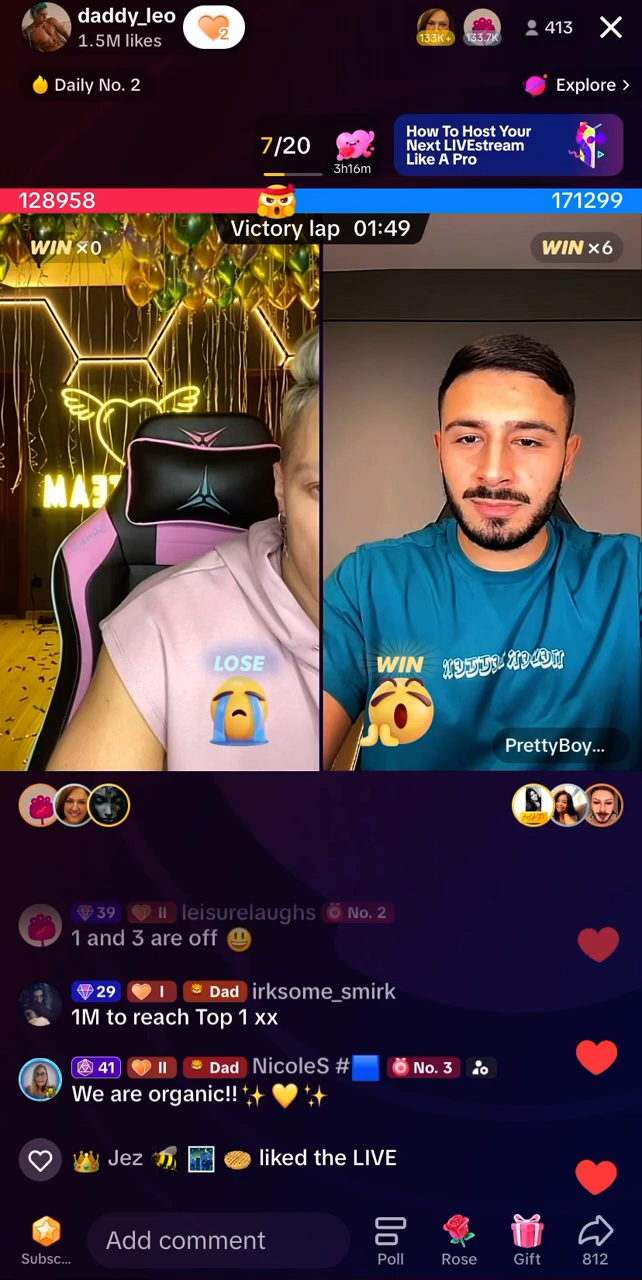 daddy_leo
1.5M likes
2
133K+
133.7K
413
Daily No. 2
Explore >
7/20
3h16m
How To Host Your
Next LIVEstream
Like A Pro
128958
171299
Victory lap 01:49
WIN ×0
WIN ×6
LOSE
WIN
PrettyBoy...
39 II leisurelaughs No. 2
1 and 3 are off 😃
29 I Dad irksome_smirk
1M to reach Top 1 xx
41 II Dad NicoleS #🟦 No. 3
We are organic!!✨💛✨
👑 Jez 🐝 🌃 🥧 liked the LIVE
Subsc...
Add comment
Poll
Rose
Gift
812